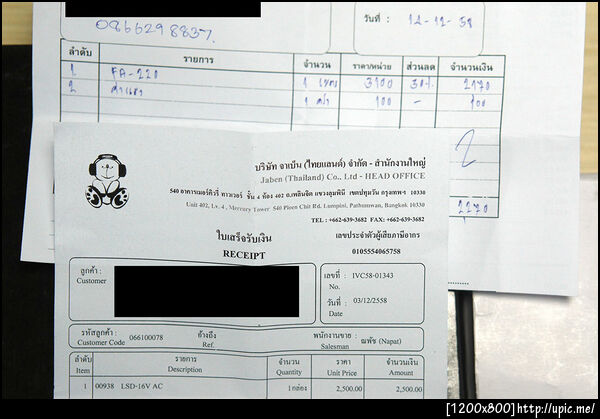 0866298837.
วันที่ : 12-12-58
ลำดับ รายการ จำนวน ราคา/หน่วย ส่วนลด จำนวนเงิน
1 FA-220 3100 30% 2170
2 100 - 100
2270
บริษัท จาเบ็น (ไทยแลนด์) จำกัด - สำนักงานใหญ่
Jaben (Thailand) Co., Ltd - HEAD OFFICE
540 อาคารเมอร์คิวรี่ ทาวเวอร์ ชั้น 4 ห้อง 402 ถ.เพลินจิต แขวงลุมพินี เขตปทุมวัน กรุงเทพฯ 10330
Unit 402, Lv. 4 , Mercury Tower 540 Ploen Chit Rd. Lumpini, Pathumwan, Bangkok 10330
TEL : +662-639-3682 FAX: +662-639-3682
ใบเสร็จรับเงิน
RECEIPT
เลขประจำตัวผู้เสียภาษีอากร
0105554065758
ลูกค้า :
Customer
เลขที่ : IVC58-01343
No.
วันที่ : 03/12/2558
Date
รหัสลูกค้า : 066100078 อ้างถึง พนักงานขาย : ณพัช (Napat)
Customer Code Ref. Salesman
ลำดับ รายการ จำนวน ราคา จำนวนเงิน
Item Description Quantity Unit Price Amount
1 00938 LSD-16V AC 1 กล่อง 2,500.00 2,500.00
[1200x800] http://upic.me/